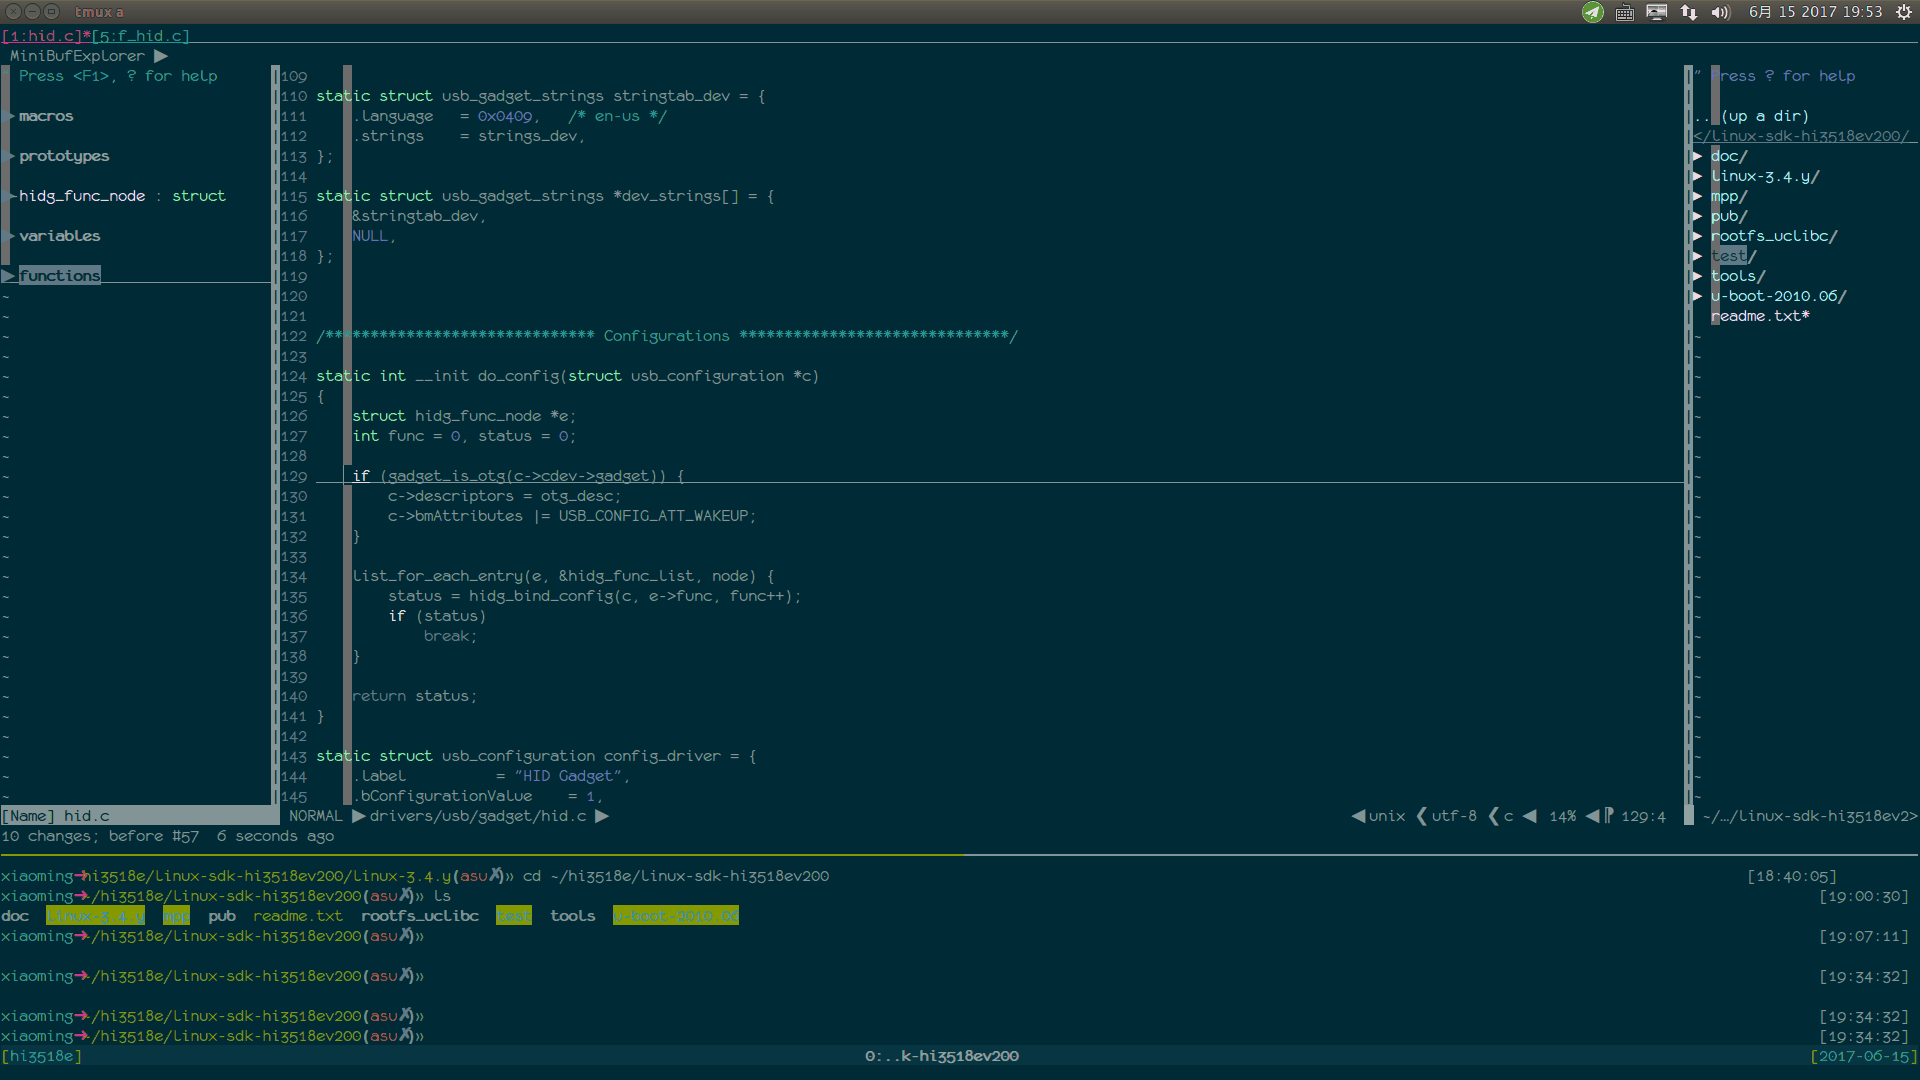 tmux a
6月 15 2017 19:53
[1:hid.c]*[5:f_hid.c]
MiniBufExplorer
Press <F1>, ? for help
macros
prototypes
hidg_func_node : struct
variables
functions
109
110 static struct usb_gadget_strings stringtab_dev = {
111     .language   = 0x0409,   /* en-us */
112     .strings    = strings_dev,
113 };
114
115 static struct usb_gadget_strings *dev_strings[] = {
116     &stringtab_dev,
117     NULL,
118 };
119
120
121
122 /****************************** Configurations ******************************/
123
124 static int __init do_config(struct usb_configuration *c)
125 {
126     struct hidg_func_node *e;
127     int func = 0, status = 0;
128
129     if (gadget_is_otg(c->cdev->gadget)) {
130         c->descriptors = otg_desc;
131         c->bmAttributes |= USB_CONFIG_ATT_WAKEUP;
132     }
133
134     list_for_each_entry(e, &hidg_func_list, node) {
135         status = hidg_bind_config(c, e->func, func++);
136         if (status)
137             break;
138     }
139
140     return status;
141 }
142
143 static struct usb_configuration config_driver = {
144     .label          = "HID Gadget",
145     .bConfigurationValue    = 1,
" Press ? for help
.. (up a dir)
</linux-sdk-hi3518ev200/
doc/
linux-3.4.y/
mpp/
pub/
rootfs_uclibc/
test/
tools/
u-boot-2010.06/
readme.txt*
[Name] hid.c
NORMAL drivers/usb/gadget/hid.c unix utf-8 c 14% 129:4
~/…/linux-sdk-hi3518ev2>
10 changes; before #57  6 seconds ago
xiaoming➜hi3518e/linux-sdk-hi3518ev200/linux-3.4.y(asu✗)» cd ~/hi3518e/linux-sdk-hi3518ev200 [18:40:05]
xiaoming➜~/hi3518e/linux-sdk-hi3518ev200(asu✗)» ls [19:00:30]
doc  linux-3.4.y  mpp  pub  readme.txt  rootfs_uclibc  test  tools  u-boot-2010.06
xiaoming➜~/hi3518e/linux-sdk-hi3518ev200(asu✗)» [19:07:11]
xiaoming➜~/hi3518e/linux-sdk-hi3518ev200(asu✗)» [19:34:32]
xiaoming➜~/hi3518e/linux-sdk-hi3518ev200(asu✗)» [19:34:32]
xiaoming➜~/hi3518e/linux-sdk-hi3518ev200(asu✗)» [19:34:32]
[hi3518e] 0:..k-hi3518ev200 [2017-06-15]